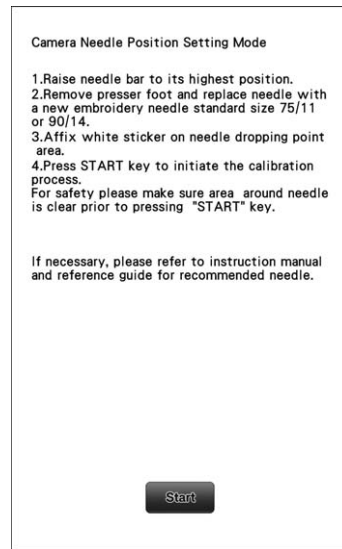 Camera Needle Position Setting Mode
1.Raise needle bar to its highest position.
2.Remove presser foot and replace needle with
a new embroidery needle standard size 75/11
or 90/14.
3.Affix white sticker on needle dropping point
area.
4.Press START key to initiate the calibration
process.
For safety please make sure area around needle
is clear prior to pressing "START" key.
If necessary, please refer to instruction manual
and reference guide for recommended needle.
Start